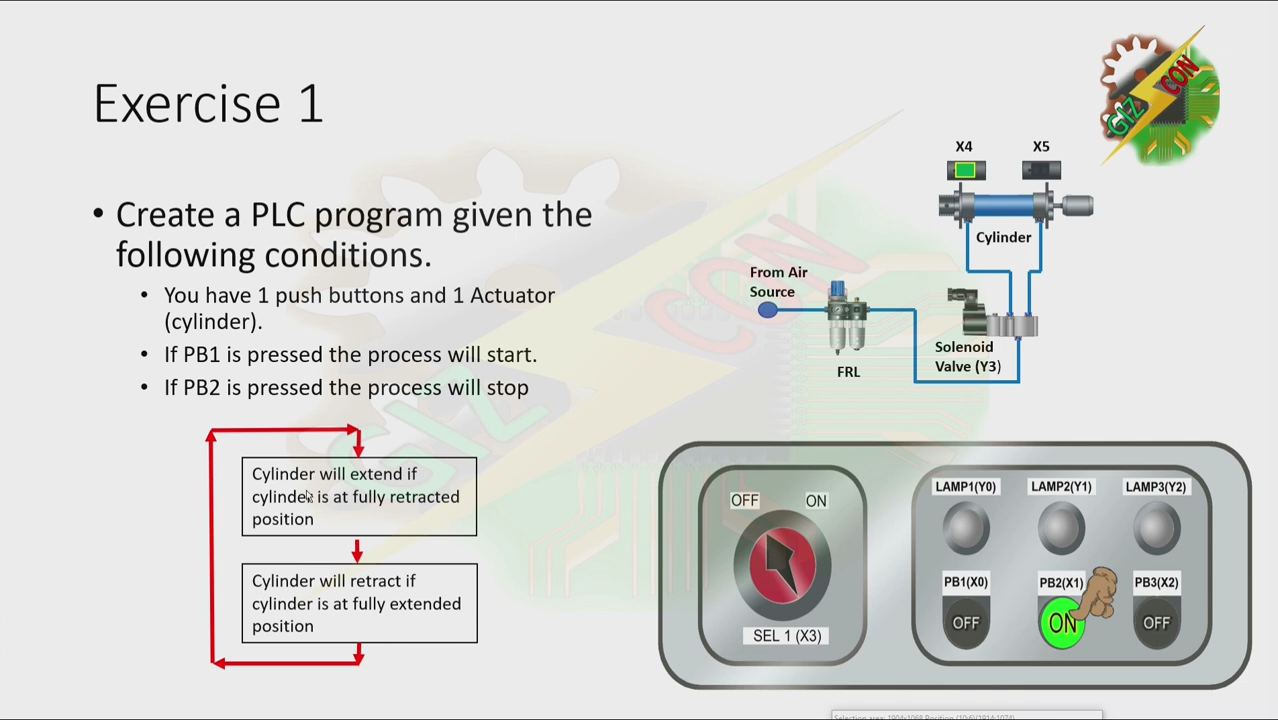 Exercise 1
GIZ CON
• Create a PLC program given the
following conditions.
• You have 1 push buttons and 1 Actuator
(cylinder).
• If PB1 is pressed the process will start.
• If PB2 is pressed the process will stop
Cylinder will extend if
cylinder is at fully retracted
position
Cylinder will retract if
cylinder is at fully extended
position
X4
X5
Cylinder
From Air
Source
FRL
Solenoid
Valve (Y3)
OFF
ON
SEL 1 (X3)
LAMP1(Y0)
LAMP2(Y1)
LAMP3(Y2)
PB1(X0)
PB2(X1)
PB3(X2)
OFF
ON
OFF
GIZ CON